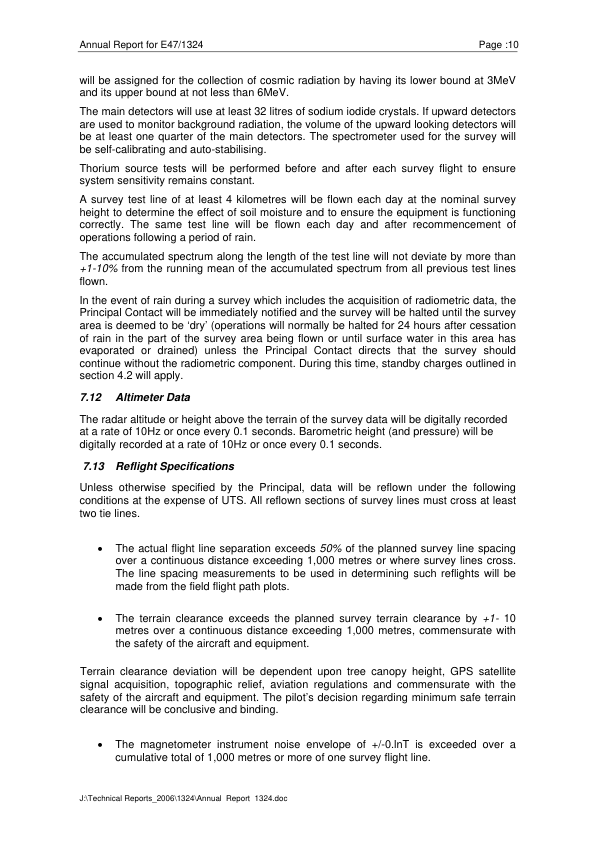 Annual Report for E47/1324 Page :10
will be assigned for the collection of cosmic radiation by having its lower bound at 3MeV
and its upper bound at not less than 6MeV.
The main detectors will use at least 32 litres of sodium iodide crystals. If upward detectors
are used to monitor background radiation, the volume of the upward looking detectors will
be at least one quarter of the main detectors. The spectrometer used for the survey will
be self-calibrating and auto-stabilising.
Thorium source tests will be performed before and after each survey flight to ensure
system sensitivity remains constant.
A survey test line of at least 4 kilometres will be flown each day at the nominal survey
height to determine the effect of soil moisture and to ensure the equipment is functioning
correctly. The same test line will be flown each day and after recommencement of
operations following a period of rain.
The accumulated spectrum along the length of the test line will not deviate by more than
+1-10% from the running mean of the accumulated spectrum from all previous test lines
flown.
In the event of rain during a survey which includes the acquisition of radiometric data, the
Principal Contact will be immediately notified and the survey will be halted until the survey
area is deemed to be ‘dry’ (operations will normally be halted for 24 hours after cessation
of rain in the part of the survey area being flown or until surface water in this area has
evaporated or drained) unless the Principal Contact directs that the survey should
continue without the radiometric component. During this time, standby charges outlined in
section 4.2 will apply.
7.12 Altimeter Data
The radar altitude or height above the terrain of the survey data will be digitally recorded
at a rate of 10Hz or once every 0.1 seconds. Barometric height (and pressure) will be
digitally recorded at a rate of 10Hz or once every 0.1 seconds.
7.13 Reflight Specifications
Unless otherwise specified by the Principal, data will be reflown under the following
conditions at the expense of UTS. All reflown sections of survey lines must cross at least
two tie lines.
• The actual flight line separation exceeds 50% of the planned survey line spacing
over a continuous distance exceeding 1,000 metres or where survey lines cross.
The line spacing measurements to be used in determining such reflights will be
made from the field flight path plots.
• The terrain clearance exceeds the planned survey terrain clearance by +1- 10
metres over a continuous distance exceeding 1,000 metres, commensurate with
the safety of the aircraft and equipment.
Terrain clearance deviation will be dependent upon tree canopy height, GPS satellite
signal acquisition, topographic relief, aviation regulations and commensurate with the
safety of the aircraft and equipment. The pilot’s decision regarding minimum safe terrain
clearance will be conclusive and binding.
• The magnetometer instrument noise envelope of +/-0.lnT is exceeded over a
cumulative total of 1,000 metres or more of one survey flight line.
J:\Technical Reports_2006\1324\Annual Report 1324.doc